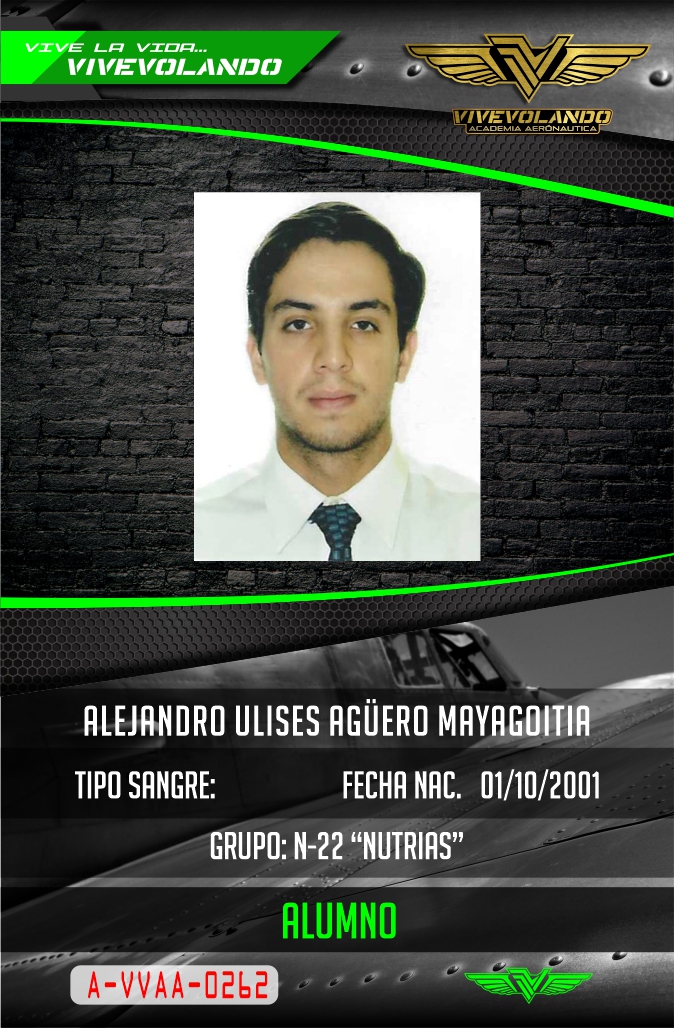 VIVE LA VIDA...
VIVEVOLANDO
VIVEVOLANDO
ACADEMIA AERÓNAUTICA
ALEJANDRO ULISES AGÜERO MAYAGOITIA
TIPO SANGRE: FECHA NAC. 01/10/2001
GRUPO: N-22 “NUTRIAS”
ALUMNO
A-VVAA-0262